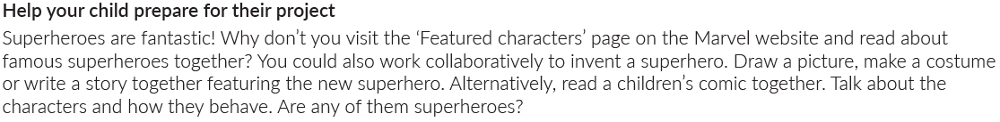 Help your child prepare for their project
Superheroes are fantastic! Why don’t you visit the ‘Featured characters’ page on the Marvel website and read about
famous superheroes together? You could also work collaboratively to invent a superhero. Draw a picture, make a costume
or write a story together featuring the new superhero. Alternatively, read a children’s comic together. Talk about the
characters and how they behave. Are any of them superheroes?